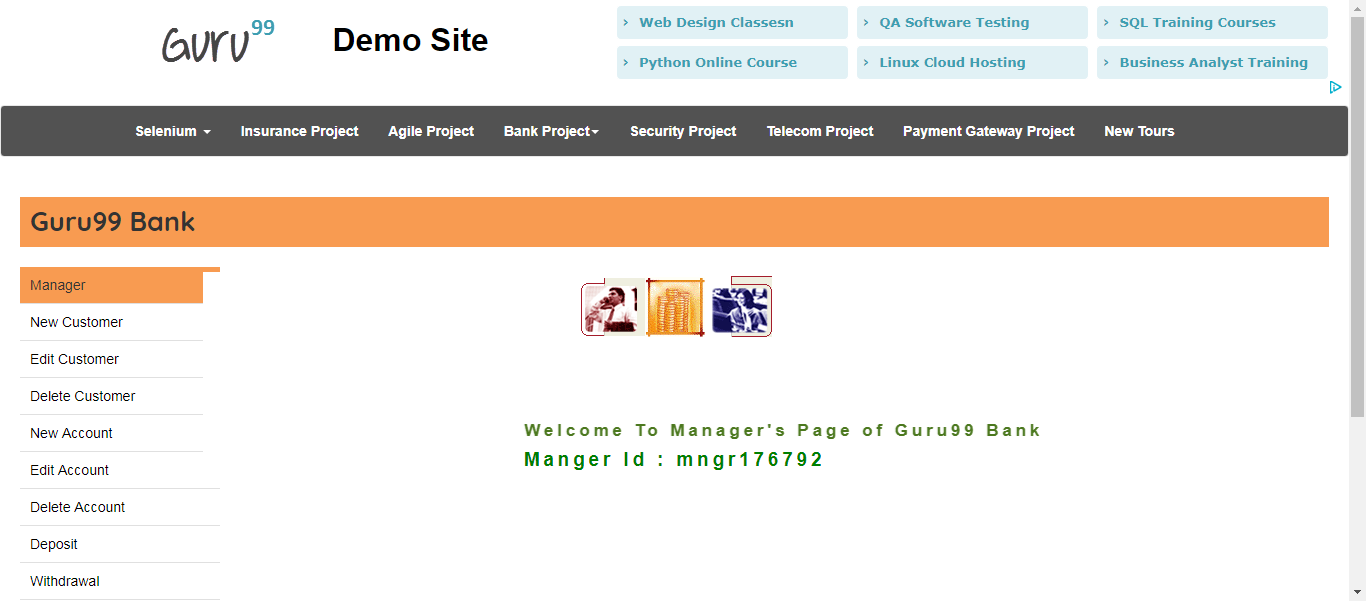 Guru99
Demo Site
› Web Design Classesn
› QA Software Testing
› SQL Training Courses
› Python Online Course
› Linux Cloud Hosting
› Business Analyst Training
Selenium Insurance Project Agile Project Bank Project Security Project Telecom Project Payment Gateway Project New Tours
Guru99 Bank
Manager
New Customer
Edit Customer
Delete Customer
New Account
Edit Account
Delete Account
Deposit
Withdrawal
Welcome To Manager's Page of Guru99 Bank
Manger Id : mngr176792